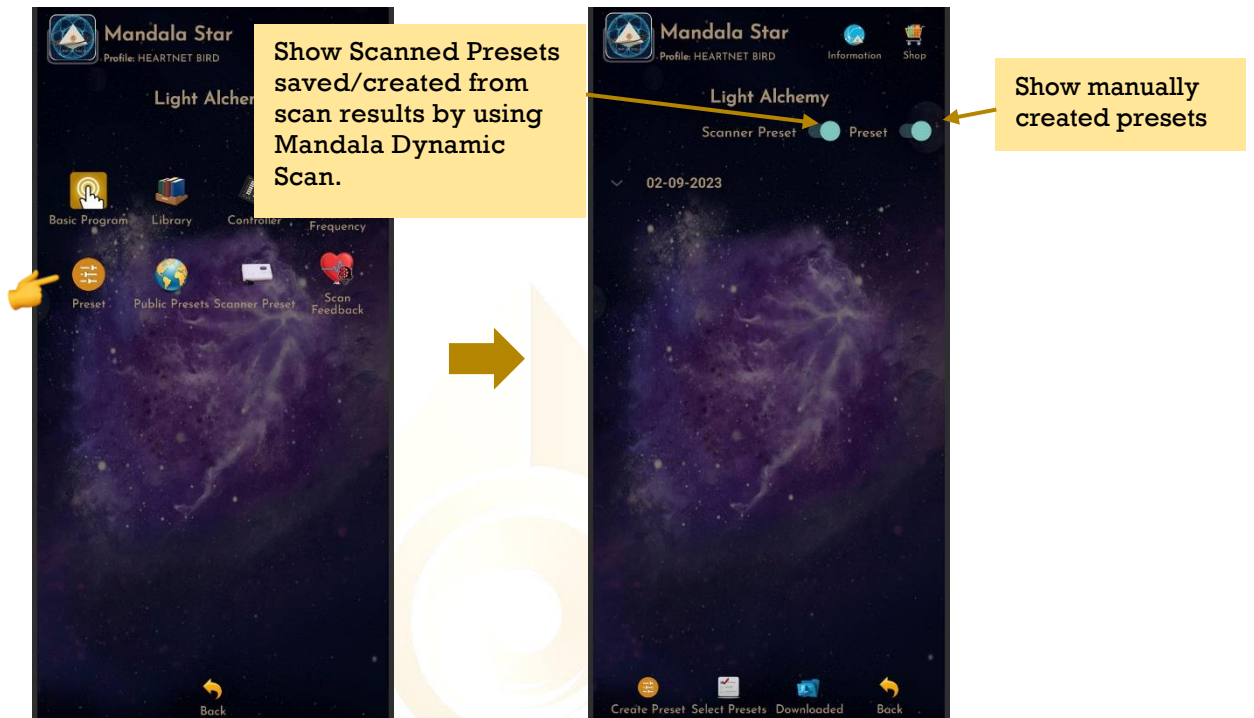 Mandala Star
Profile: HEARTNET BIRD
Light Alchem
Basic Program
Library
Controller
Frequency
Preset
Public Presets
Scanner Preset
Scan
Feedback
Back
Show Scanned Presets
saved/created from
scan results by using
Mandala Dynamic
Scan.
Mandala Star
Profile: HEARTNET BIRD
Information
Shop
Light Alchemy
Scanner Preset
Preset
02-09-2023
Create Preset
Select Presets
Downloaded
Back
Show manually
created presets